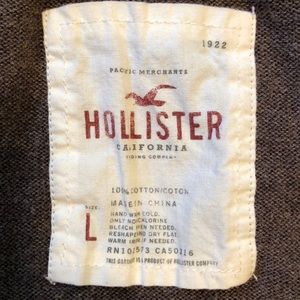 1922
PACIFIC MERCHANTS
HOLLISTER
CALIFORNIA
COMPANY
100% COTTON/COTON
MADE IN CHINA
HAND WASH COLD.
ONLY NON-CHLORINE
BLEACH WHEN NEEDED.
RESHAPE AND DRY FLAT.
WARM IRON IF NEEDED.
CA50116
THIS GARMENT IS A PRODUCT OF HOLLISTER COMPANY
SIZE:
L